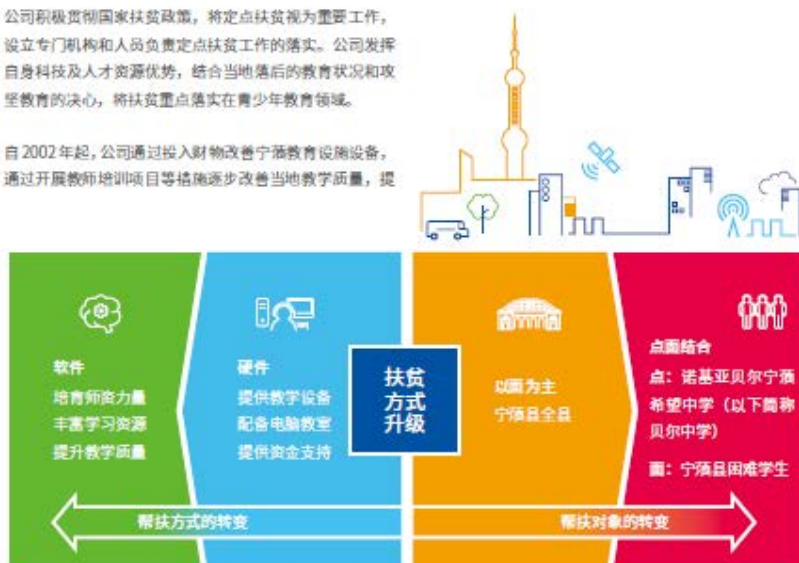 公司积极贯彻国家扶贫政策，将定点扶贫视为重要工作，
设立专门机构和人员负责定点扶贫工作的落实。公司发挥
自身科技及人才资源优势，结合当地落后的教育状况和攻
坚教育的决心，将扶贫重点落实在青少年教育领域。
自2002年起，公司通过投入财物改善宁蒗教育设施设备，
通过开展教师培训项目等措施逐步改善当地教学质量，提
软件
培育师资力量
丰富学习资源
提升教学质量
硬件
提供教学设备
配备电脑教室
提供资金支持
扶贫
方式
升级
以面为主
宁蒗县全县
点面结合
点：诺基亚贝尔宁蒗
希望中学（以下简称
贝尔中学）
面：宁蒗县困难学生
帮扶方式的转变
帮扶对象的转变